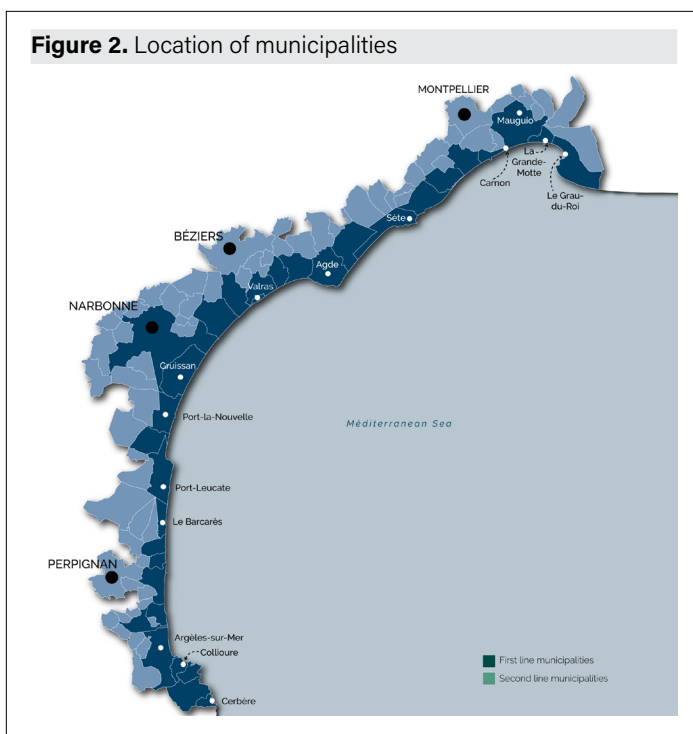 Figure 2. Location of municipalities
MONTPELLIER
Mauguio
La
Grande-
Motte
Carnon
Le Grau-
du-Roi
Sète
BÉZIERS
Agde
Valras
NARBONNE
Gruissan
Port-la-Nouvelle
Méditerranean Sea
Port-Leucate
Le Barcarès
PERPIGNAN
Argèles-sur-Mer
Collioure
First line municipalities
Second line municipalities
Cerbère